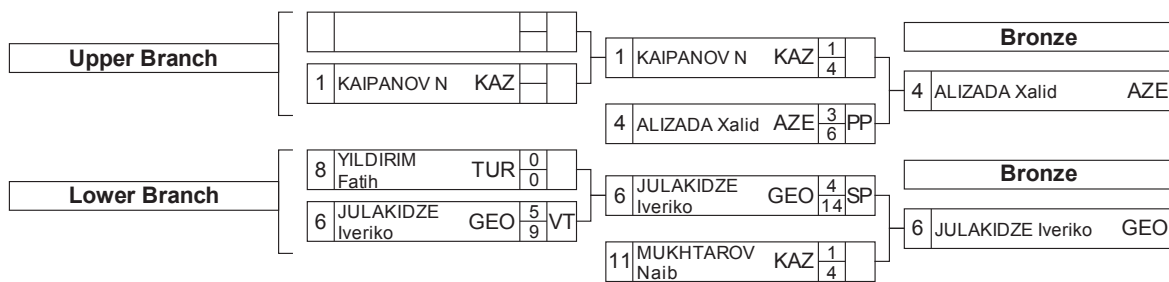 Upper Branch
1 KAIPANOV N KAZ
1 KAIPANOV N KAZ 1 4
4 ALIZADA Xalid AZE 3 6 PP
Bronze
4 ALIZADA Xalid AZE
Lower Branch
8 YILDIRIM Fatih TUR 0 0
6 JULAKIDZE Iveriko GEO 5 9 VT
6 JULAKIDZE Iveriko GEO 4 14 SP
11 MUKHTAROV Naib KAZ 1 4
Bronze
6 JULAKIDZE Iveriko GEO